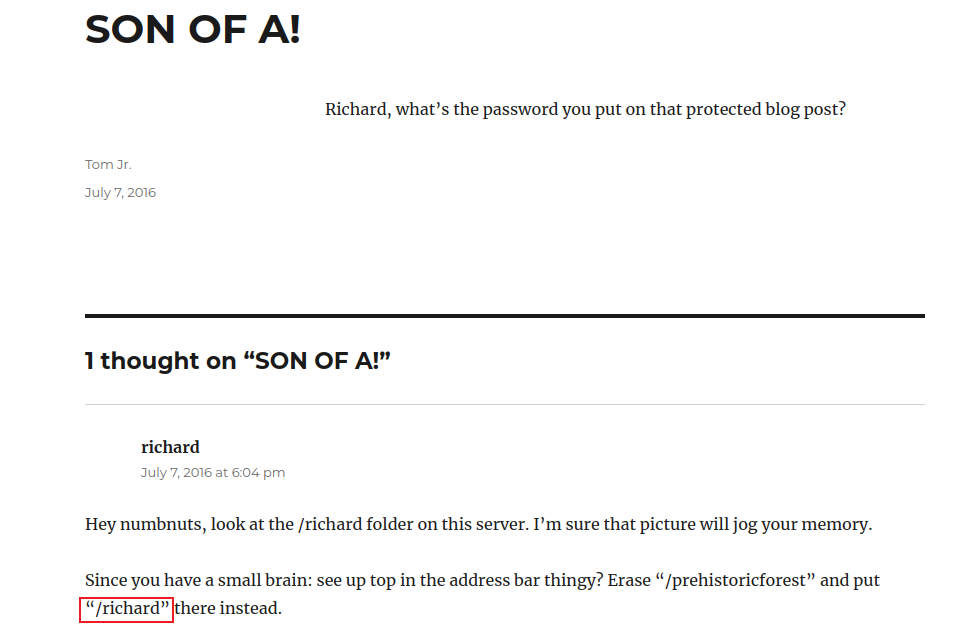 SON OF A!
Richard, what’s the password you put on that protected blog post?
Tom Jr.
July 7, 2016
1 thought on “SON OF A!”
richard
July 7, 2016 at 6:04 pm
Hey numbnuts, look at the /richard folder on this server. I’m sure that picture will jog your memory.
Since you have a small brain: see up top in the address bar thingy? Erase “/prehistoricforest” and put
“/richard” there instead.